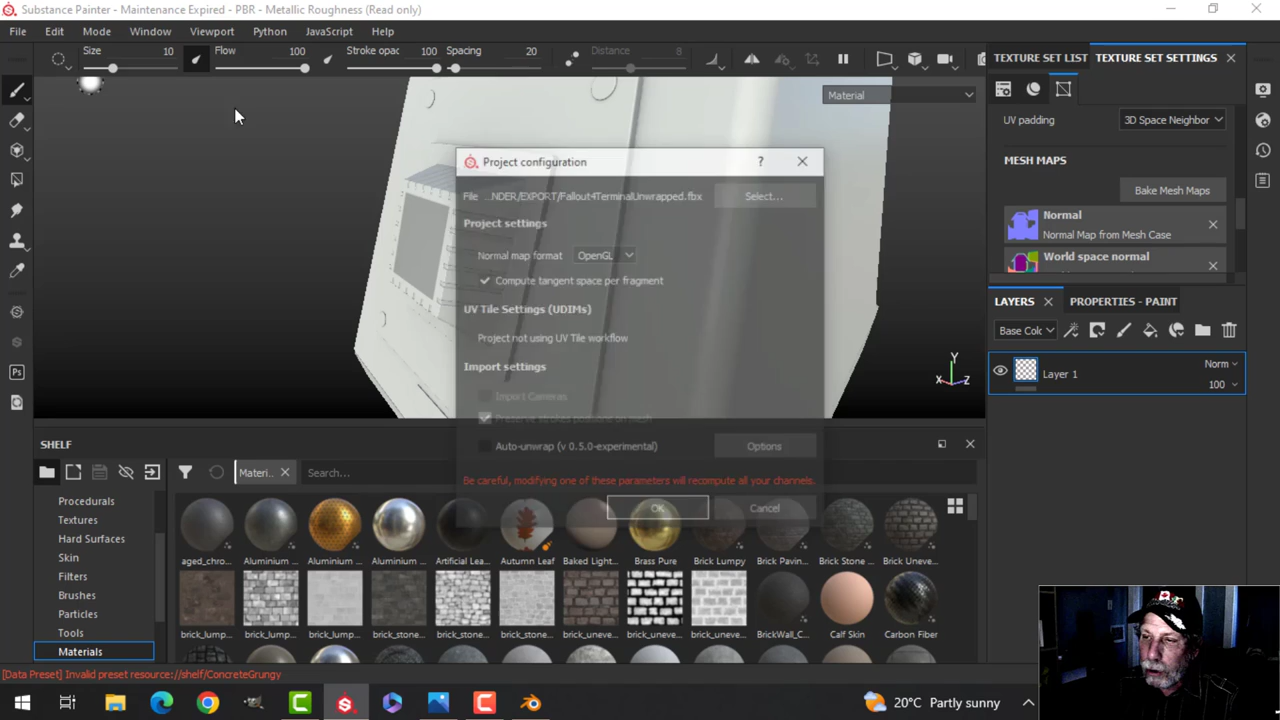 Substance Painter - Maintenance Expired - PBR - Metallic Roughness (Read only)
File Edit Mode Window Viewport Python JavaScript Help
Size 10 Flow 100 Stroke opac 100 Spacing 20 Distance 8
Material
TEXTURE SET LIST TEXTURE SET SETTINGS
UV padding 3D Space Neighbor
MESH MAPS
Bake Mesh Maps
Normal
Normal Map from Mesh Case
World space normal
LAYERS PROPERTIES - PAINT
Base Col
Layer 1 Norm
100
Project configuration ?
File ...NDER/EXPORT/Fallout4TerminalUnwrapped.fbx Select...
Project settings
Normal map format OpenGL
Compute tangent space per fragment
UV Tile Settings (UDIMs)
Project not using UV Tile workflow
Import settings
Import Cameras
Preserve strokes positions on mesh
Auto-unwrap (v 0.5.0-experimental) Options
Be careful, modifying one of these parameters will recompute all your channels.
OK Cancel
Y
X Z
SHELF
Materi... Search...
Procedurals
Textures
Hard Surfaces
Skin
Filters
Brushes
Particles
Tools
Materials
aged_chro... Aluminium ... Aluminium ... Aluminium ... Artificial Lea... Autumn Leaf Baked Light... Brass Pure Brick Lumpy Brick Pavin... Brick Stone ... Brick Uneve...
brick_lump... brick_lump... brick_lump... brick_stone... brick_stone... brick_stone... brick_uneve... brick_uneve... brick_uneve... BrickWall_C... Calf Skin Carbon Fiber
[Data Preset] Invalid preset resource://shelf/ConcreteGrungy
Ps
20°C Partly sunny